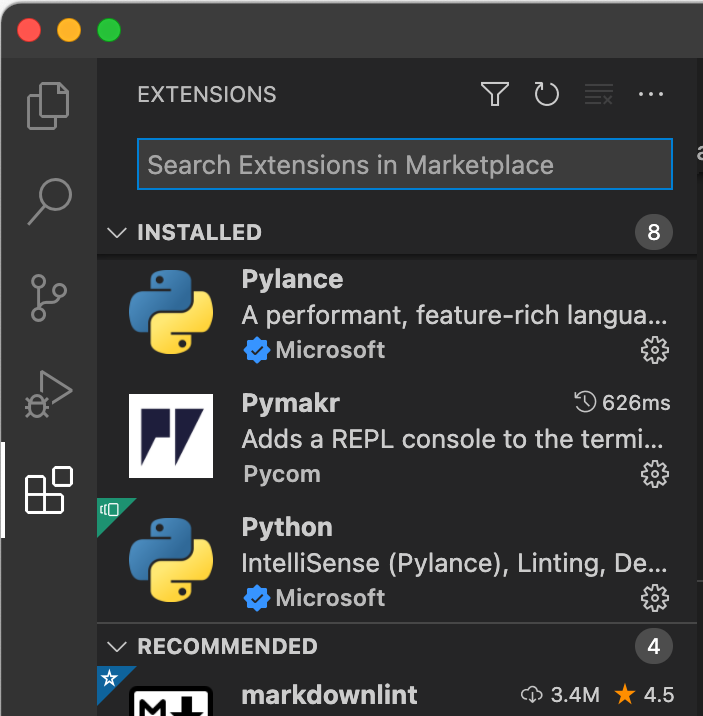 EXTENSIONS
Search Extensions in Marketplace
INSTALLED 8
Pylance
A performant, feature-rich langua...
Microsoft
Pymakr 626ms
Adds a REPL console to the termi...
Pycom
Python
IntelliSense (Pylance), Linting, De...
Microsoft
RECOMMENDED 4
markdownlint 3.4M 4.5